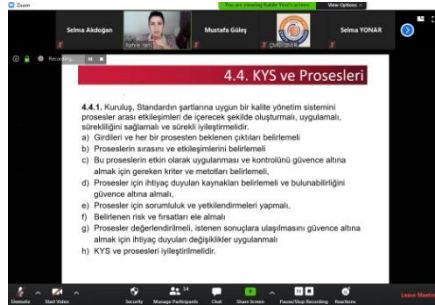 Zoom
You are viewing Rahile Yeni's screen
View Options
Selma Akdoğan
Mustafa Güleş
Selma YONAR
Recording...
4.4. KYS ve Prosesleri
4.4.1. Kuruluş, Standardın şartlarına uygun bir kalite yönetim sistemini
prosesler arası etkileşimleri de içerecek şekilde oluşturmalı, uygulamalı,
sürekliliğini sağlamalı ve sürekli iyileştirmelidir.
a) Girdileri ve her bir prosesten beklenen çıktıları belirlemeli
b) Proseslerin sırasını ve etkileşimlerini belirlemeli
c) Bu proseslerin etkin olarak uygulanması ve kontrolünü güvence altına
almak için gereken kriter ve metotları belirlemeli,
d) Prosesler için ihtiyaç duyulan kaynakları belirlemeli ve bulunabilirliğini
güvence altına almalı,
e) Prosesler için sorumluluk ve yetkilendirmeleri yapmalı,
f) Belirlenen risk ve fırsatları ele almalı
g) Prosesler değerlendirilmeli, istenen sonuçlara ulaşılmasını güvence altına
almak için ihtiyaç duyulan değişiklikler uygulanmalı
h) KYS ve prosesleri iyileştirilmelidir.
Unmute
Start Video
Security
Manage Participants
Chat
Share Screen
Pause/Stop Recording
Reactions
Leave Meeting